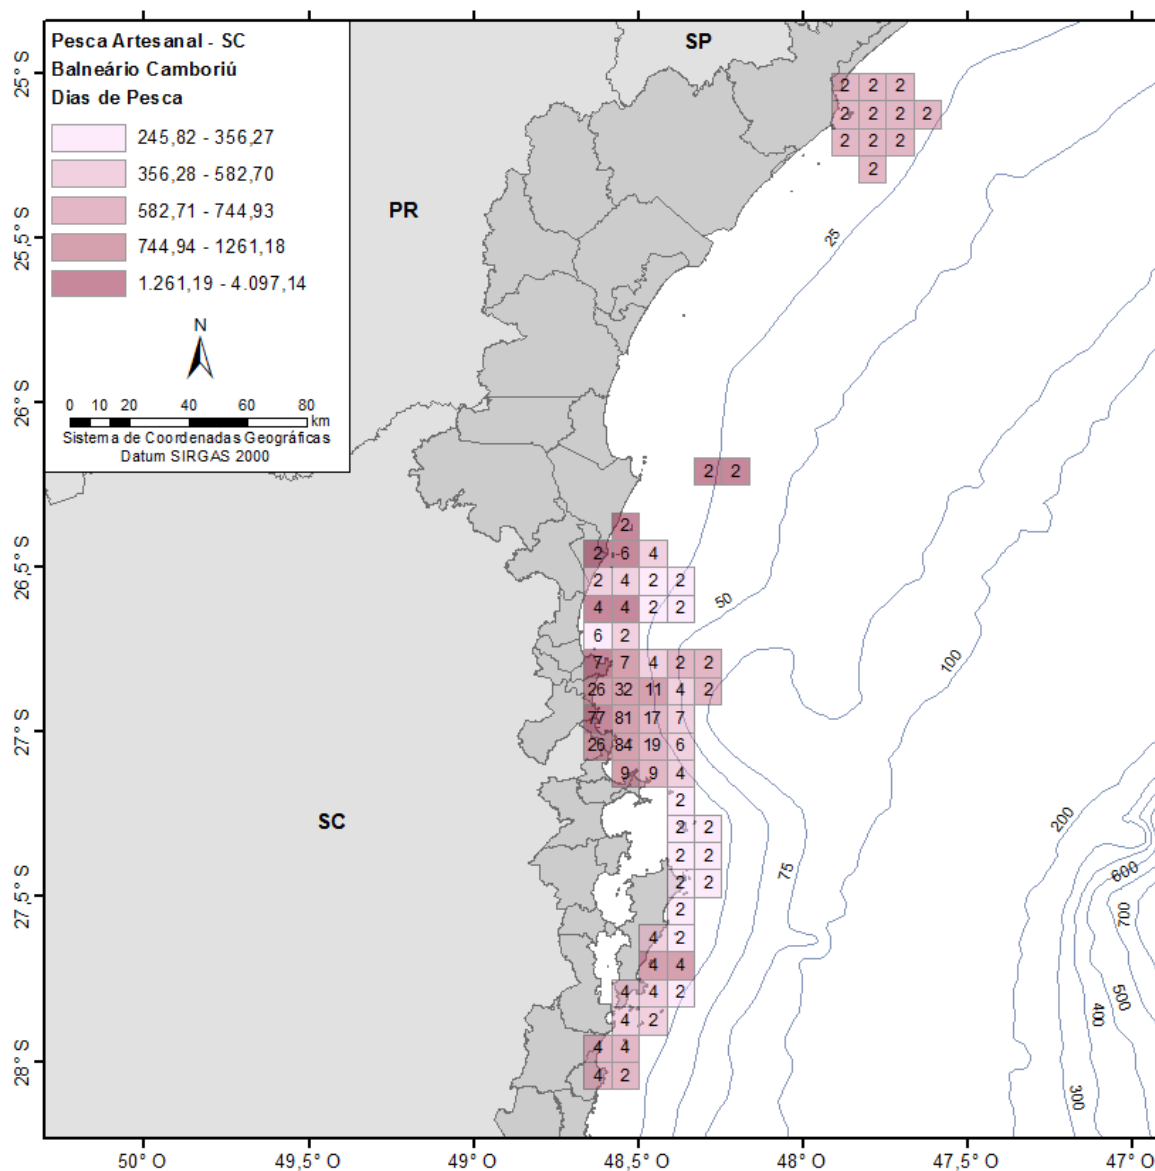 Pesca Artesanal - SC
Balneário Camboriú
Dias de Pesca
245,82 - 356,27
356,28 - 582,70
582,71 - 744,93
744,94 - 1261,18
1.261,19 - 4.097,14
N
0 10 20 40 60 80
km
Sistema de Coordenadas Geográficas
Datum SIRGAS 2000
SP
PR
SC
25° S
25,5° S
26° S
26,5° S
27° S
27,5° S
28° S
2 2 2
2 2 2 2
2 2 2
2
25
2 2
2
2 6 4
2 4 2 2
4 4 2 2
50
6 2
100
7 7 4 2 2
26 32 11 4 2
77 81 17 7
26 84 19 6
9 9 4
2
200
2 2
2 2
75
600
2 2
2
700
4 2
4 4
4 4 2
500
400
4 2
4 4
4 2
300
50° O 49,5° O 49° O 48,5° O 48° O 47,5° O 47° O